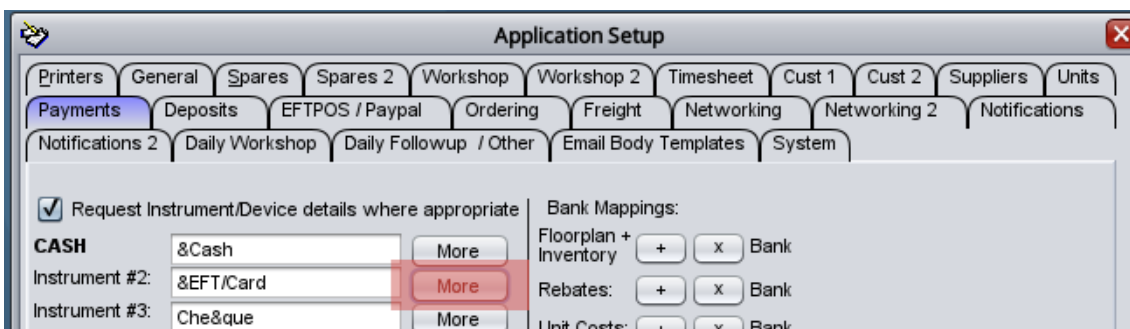 Application Setup
Printers General Spares Spares 2 Workshop Workshop 2 Timesheet Cust 1 Cust 2 Suppliers Units
Payments Deposits EFTPOS / Paypal Ordering Freight Networking Networking 2 Notifications
Notifications 2 Daily Workshop Daily Followup / Other Email Body Templates System
Request Instrument/Device details where appropriate
CASH &Cash More
Instrument #2: &EFT/Card More
Instrument #3: Che&que More
Bank Mappings:
Floorplan +
Inventory + x Bank
Rebates: + x Bank
Unit Costs: + x Bank